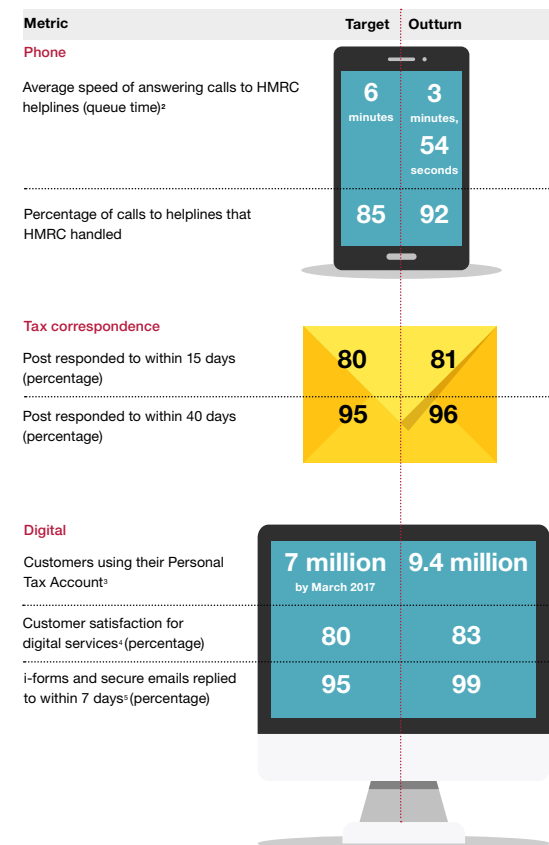 Metric Target Outturn
Phone
Average speed of answering calls to HMRC
helplines (queue time)²
6
minutes
3
minutes,
54
seconds
Percentage of calls to helplines that
HMRC handled
85 92
Tax correspondence
Post responded to within 15 days
(percentage)
80 81
Post responded to within 40 days
(percentage)
95 96
Digital
Customers using their Personal
Tax Account³
7 million
by March 2017
9.4 million
Customer satisfaction for
digital services⁴ (percentage)
80 83
i-forms and secure emails replied
to within 7 days⁵ (percentage)
95 99